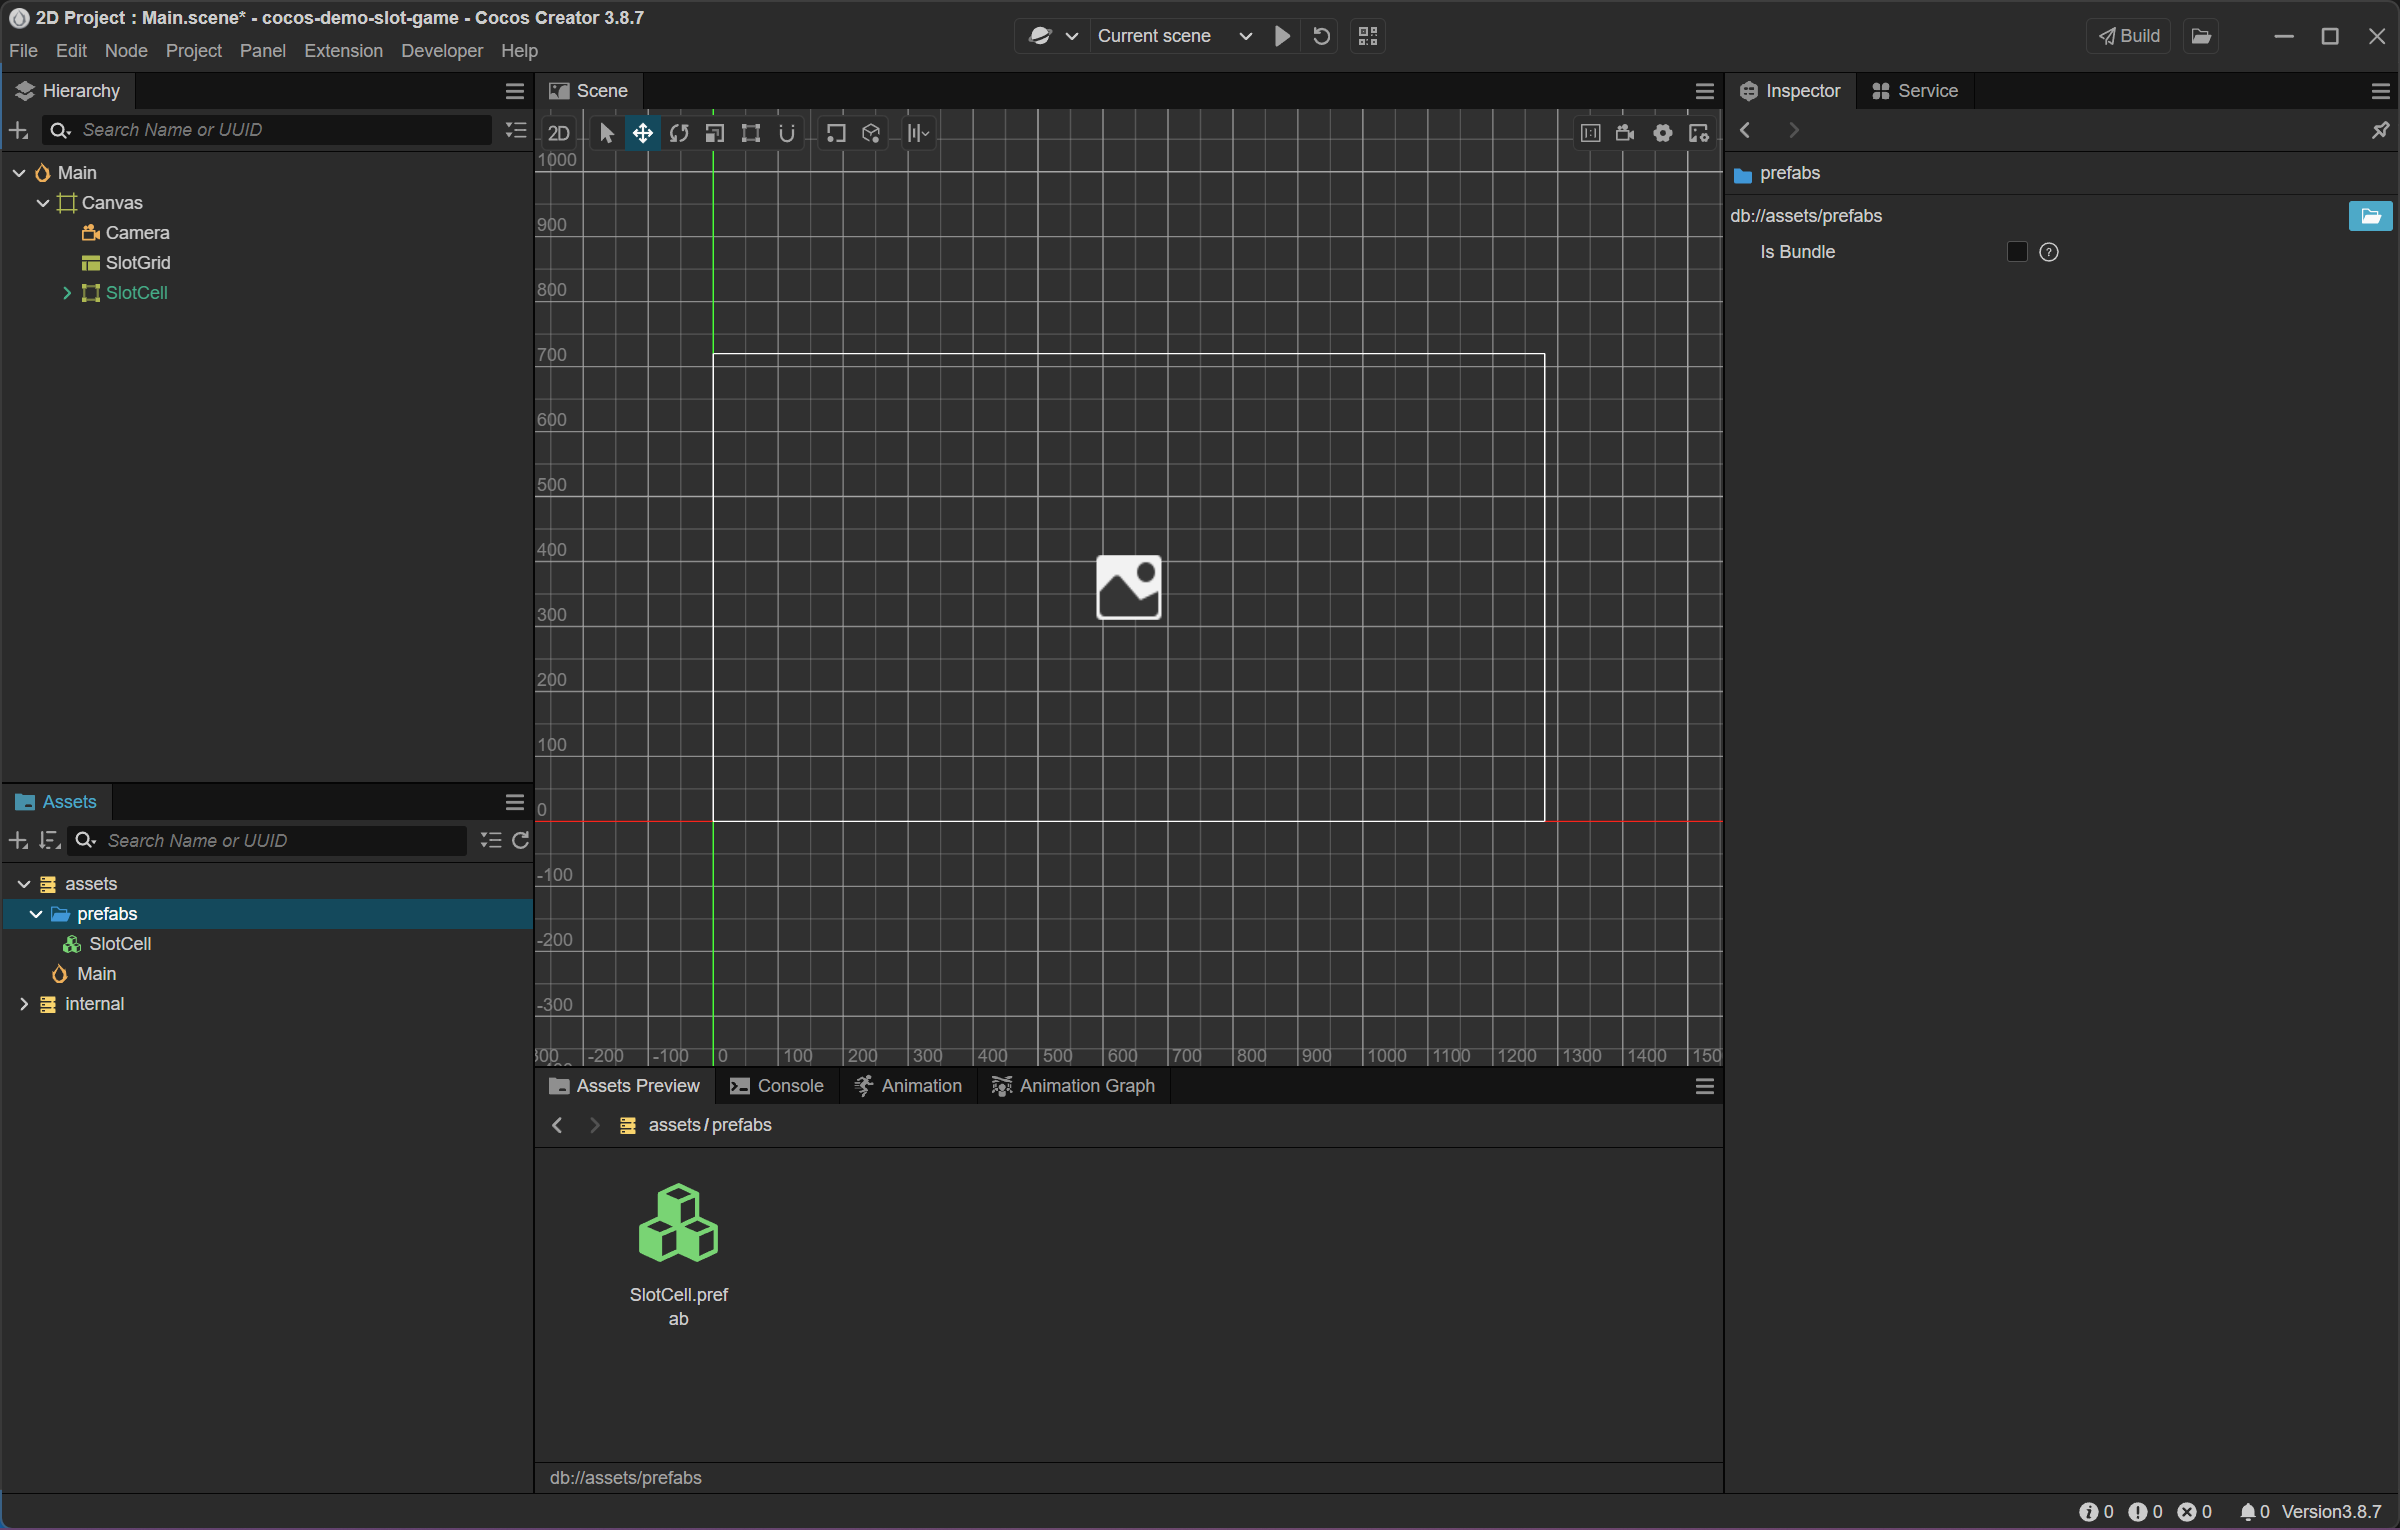 2D Project : Main.scene* - cocos-demo-slot-game - Cocos Creator 3.8.7
File Edit Node Project Panel Extension Developer Help
Current scene
Build
Hierarchy
Search Name or UUID
Main
Canvas
Camera
SlotGrid
SlotCell
Assets
Search Name or UUID
assets
prefabs
SlotCell
Main
internal
Scene
2D
1000
900
800
700
600
500
400
300
200
100
0
-100
-200
-300
-200 -100 0 100 200 300 400 500 600 700 800 900 1000 1100 1200 1300 1400 150
Assets Preview Console Animation Animation Graph
assets / prefabs
SlotCell.pref
ab
db://assets/prefabs
Inspector Service
prefabs
db://assets/prefabs
Is Bundle
0 0 0 0 Version3.8.7